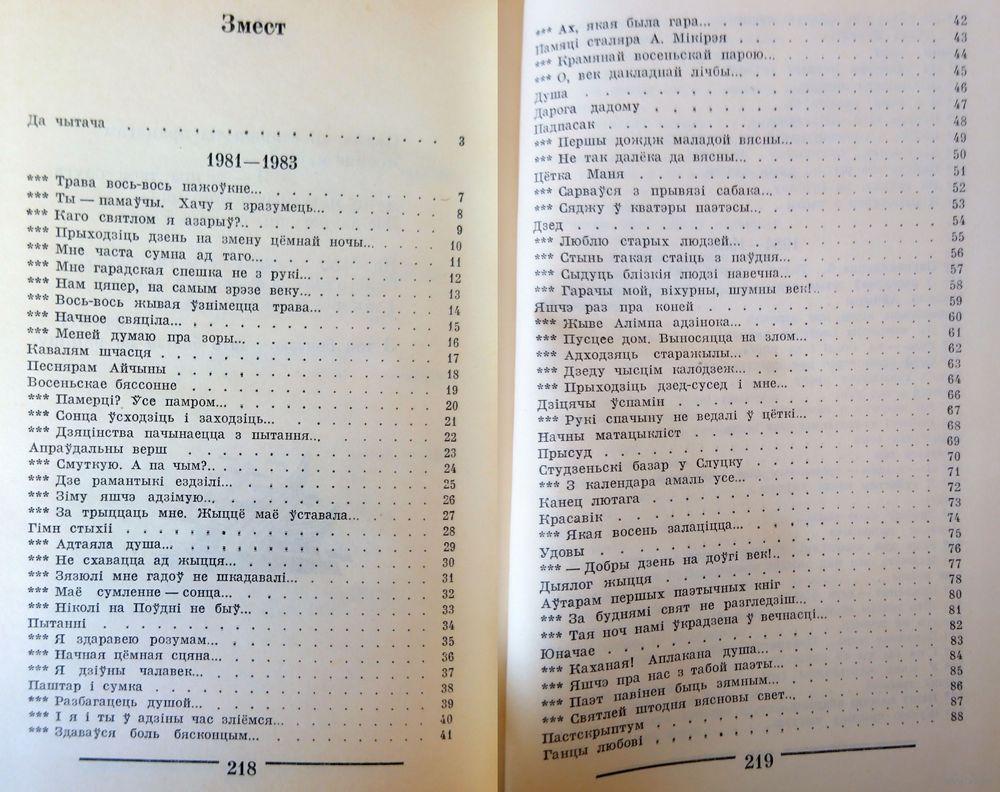 Змест
Да чытача . . . . . . . . . . 3
1981—1983
*** Трава вось-вось пажоўкне... 7
*** Ты — памаўчы. Хачу я зразумець... 8
*** Каго святлом я азарыў?.. 9
*** Прыходзіць дзень на змену цёмнай ночы... 10
*** Мне часта сумна ад таго... 11
*** Мне гарадская спешка не з рукі... 12
*** Нам цяпер, на самым зрэзе веку... 13
*** Вось-вось жывая ўзнімецца трава... 14
*** Начное свяціла... 15
*** Меней думаю пра зоры... 16
Кавалям шчасця 17
Песнярам Айчыны 18
Восеньскае бяссонне 19
*** Памерці? Усе памром... 20
*** Сонца ўсходзіць і заходзіць... 21
*** Дзяцінства пачынаецца з пытання... 22
Апраўдальны верш 23
*** Смуткую. А па чым?.. 24
*** Дзе рамантыкі ездзілі... 25
*** Зіму яшчэ адзімую... 26
*** За трыццаць мне. Жыццё маё ўставала... 27
Гімн стыхіі 28
*** Адтаяла душа... 29
*** Не схавацца ад жыцця... 30
*** Зязюлі мне гадоў не шкадавалі... 31
*** Маё сумленне — сонца... 32
*** Ніколі на Поўдні не быў... 33
Пытанні 34
*** Я здаравею розумам... 35
*** Начная цёмная сцяна... 36
*** Я дзіўны чалавек... 37
Паштар і сумка 38
*** Разбагацець душой... 39
*** І я і ты ў адзіны час зліёмся... 40
*** Здаваўся боль бясконцым... 41
218
*** Ах, якая была гара... 42
Памяці сталяра А. Мікірэя 43
*** Крамянай восеньскай парою... 44
*** О, век дакладнай лічбы... 45
Душа 46
Дарога дадому 47
Падпасак 48
*** Першы дождж маладой вясны... 49
*** Не так далёка да вясны... 50
Цётка Маня 51
*** Сарваўся з прывязі сабака... 52
*** Сяджу ў кватэры паэтэсы... 53
Дзед 54
*** Люблю старых людзей... 55
*** Стынь такая стаіць з паўдня... 56
*** Сыдуць блізкія людзі навечна... 57
*** Гарачы мой, віхурны, шумны век!.. 58
Яшчэ раз пра коней 59
*** Жыве Алімпа адзінока... 60
*** Пусцее дом. Выносяцца на злом... 61
*** Адходзяць старажылы... 62
*** Дзеду чысцім калодзеж... 63
*** Прыходзіць дзед-сусед і мне... 64
Дзіцячы ўспамін 66
*** Рукі спачыну не ведалі ў цёткі... 67
Начны матацыкліст 68
Прысуд 69
Студзеньскі базар у Слуцку 70
*** З календара амаль усе... 71
Канец лютага 72
Красавік 73
*** Якая восень залаціцца... 74
Удовы 75
*** — Добры дзень на доўгі век!.. 76
Дыялог жыцця 77
Аўтарам першых паэтычных кніг 78
*** За буднямі свят не разгледзіш... 80
*** Тая ноч намі ўкрадзена ў вечнасці... 81
Юначае 82
*** Каханая! Аплакана душа... 83
*** Яшчэ пра нас з табой паэты... 84
*** Паэт павінен быць зямным... 85
*** Святлей штодня вясновы свет... 86
Пастскрыптум 87
Ганцы любові 88
219